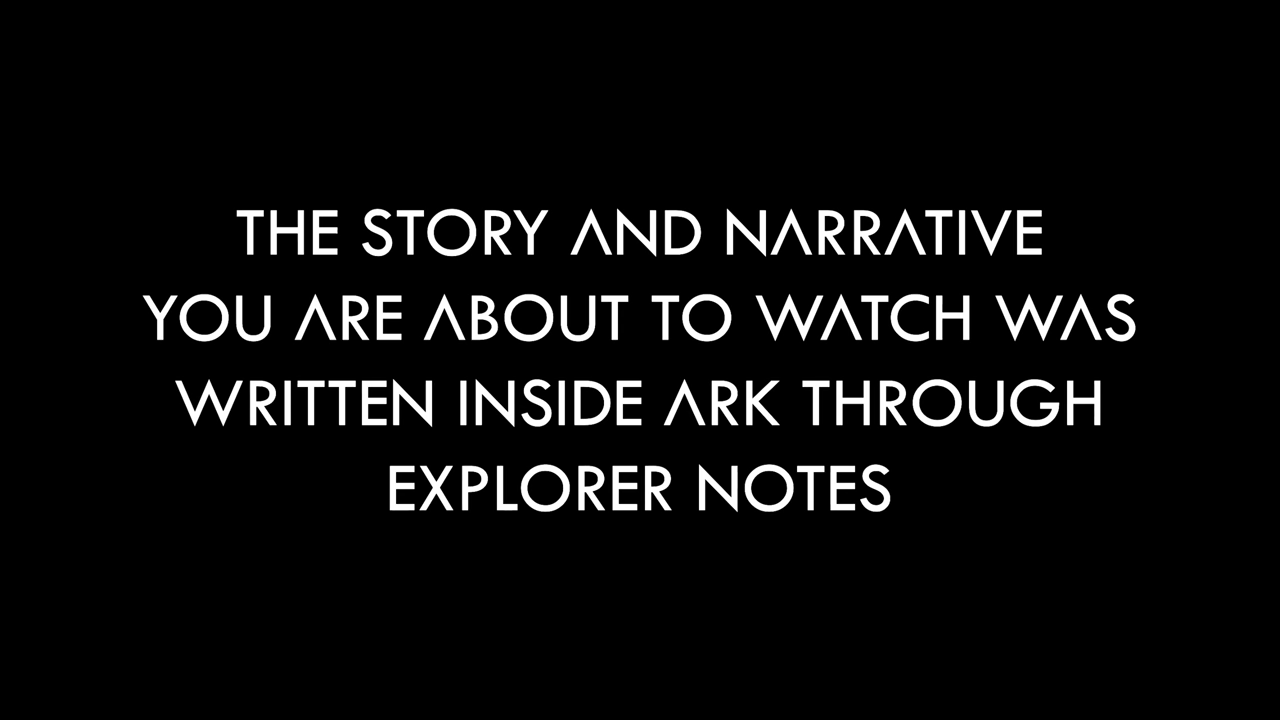 THE STORY AND NARRATIVE
YOU ARE ABOUT TO WATCH WAS
WRITTEN INSIDE ARK THROUGH
EXPLORER NOTES